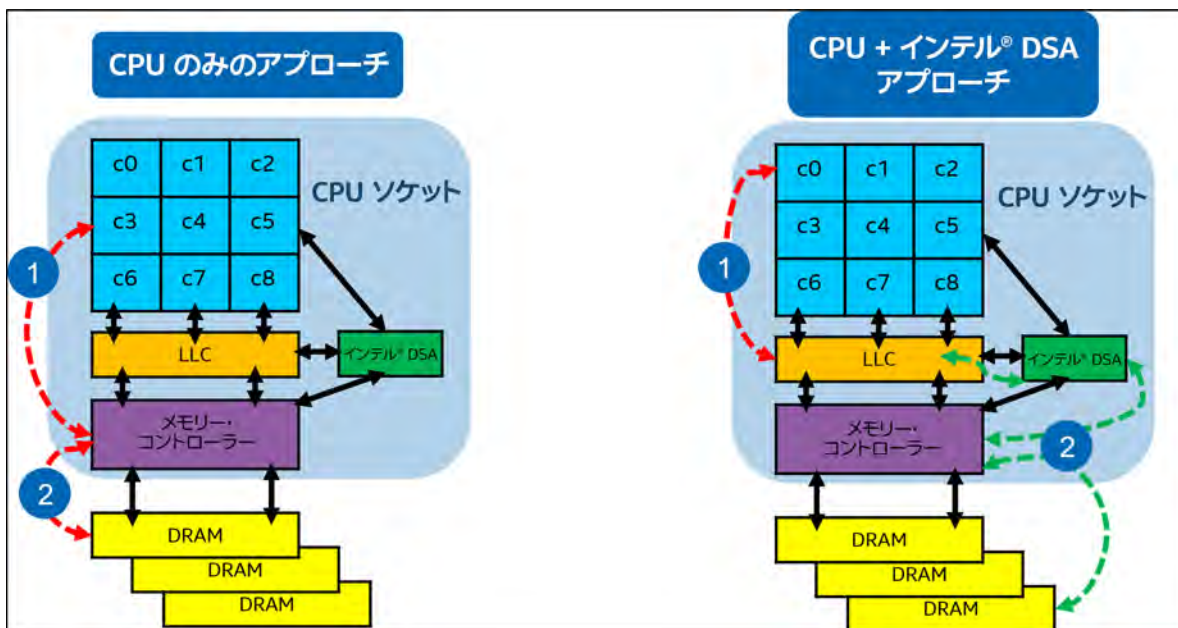 CPU のみのアプローチ
c0 c1 c2
c3 c4 c5
c6 c7 c8
CPU ソケット
1
LLC
インテル® DSA
メモリー・
コントローラー
2
DRAM
DRAM
DRAM
CPU + インテル® DSA
アプローチ
c0 c1 c2
c3 c4 c5
c6 c7 c8
CPU ソケット
1
LLC
インテル® DSA
メモリー・
コントローラー
2
DRAM
DRAM
DRAM